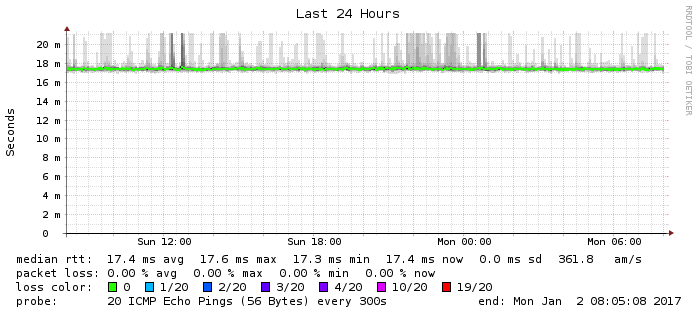 Last 24 Hours
RRDTOOL / TOBI OETIKER
Seconds
20 m
18 m
16 m
14 m
12 m
10 m
8 m
6 m
4 m
2 m
0
Sun 12:00 Sun 18:00 Mon 00:00 Mon 06:00
median rtt: 17.4 ms avg 17.6 ms max 17.3 ms min 17.4 ms now 0.0 ms sd 361.8 am/s
packet loss: 0.00 % avg 0.00 % max 0.00 % min 0.00 % now
loss color: 0 1/20 2/20 3/20 4/20 10/20 19/20
probe: 20 ICMP Echo Pings (56 Bytes) every 300s end: Mon Jan 2 08:05:08 2017